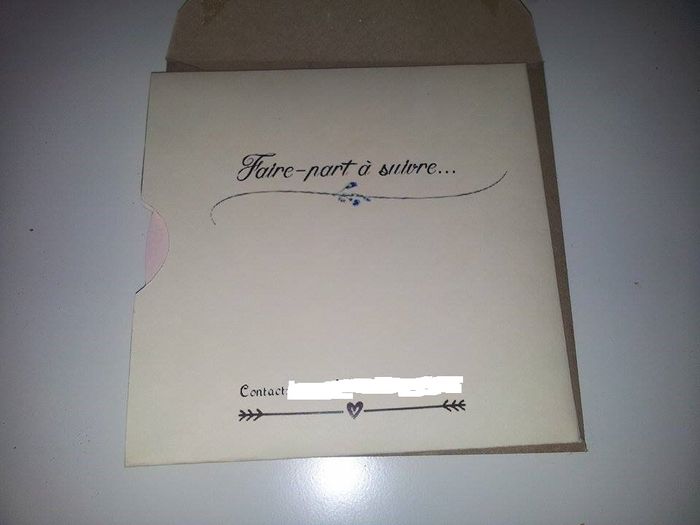 Faire-part à suivre...
Contact: